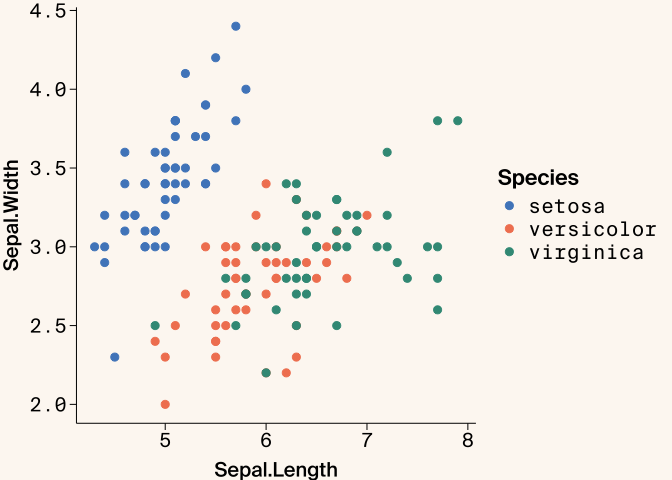 4.5
4.0
3.5
3.0
2.5
2.0
Sepal.Width
5 6 7 8
Sepal.Length
Species
setosa
versicolor
virginica